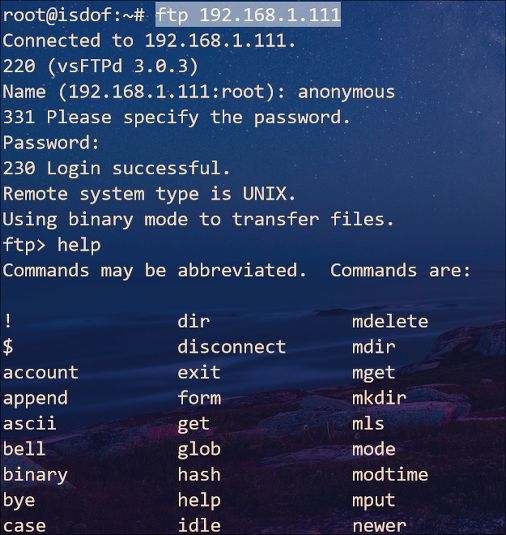 root@isdof:~# ftp 192.168.1.111
Connected to 192.168.1.111.
220 (vsFTPd 3.0.3)
Name (192.168.1.111:root): anonymous
331 Please specify the password.
Password:
230 Login successful.
Remote system type is UNIX.
Using binary mode to transfer files.
ftp> help
Commands may be abbreviated.  Commands are:

! dir mdelete
$ disconnect mdir
account exit mget
append form mkdir
ascii get mls
bell glob mode
binary hash modtime
bye help mput
case idle newer